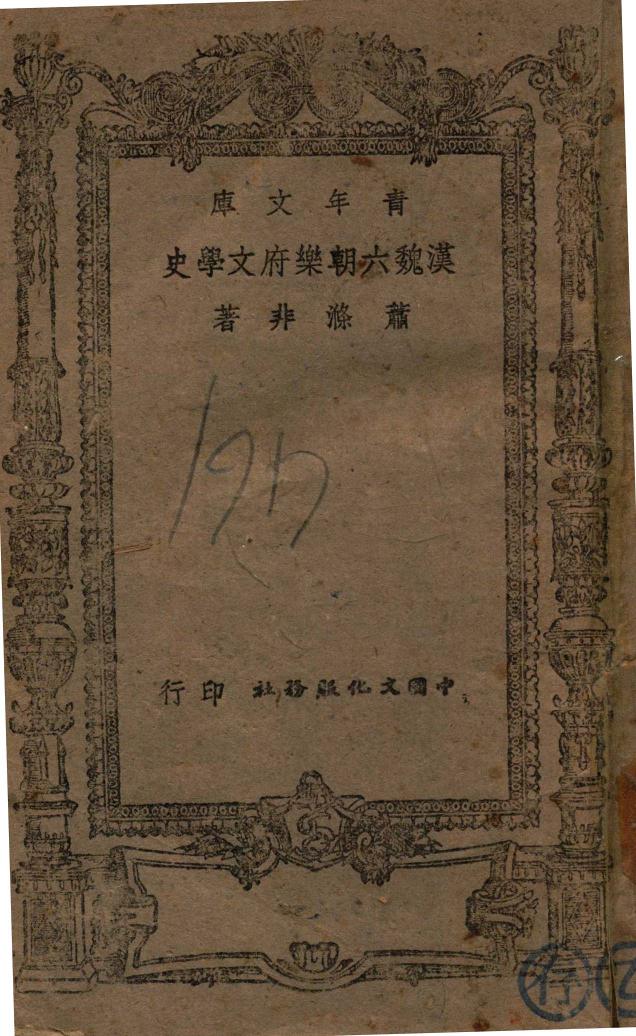 青年文庫
漢魏六朝樂府文學史
蕭滌非著
中國文化服務社印行
行